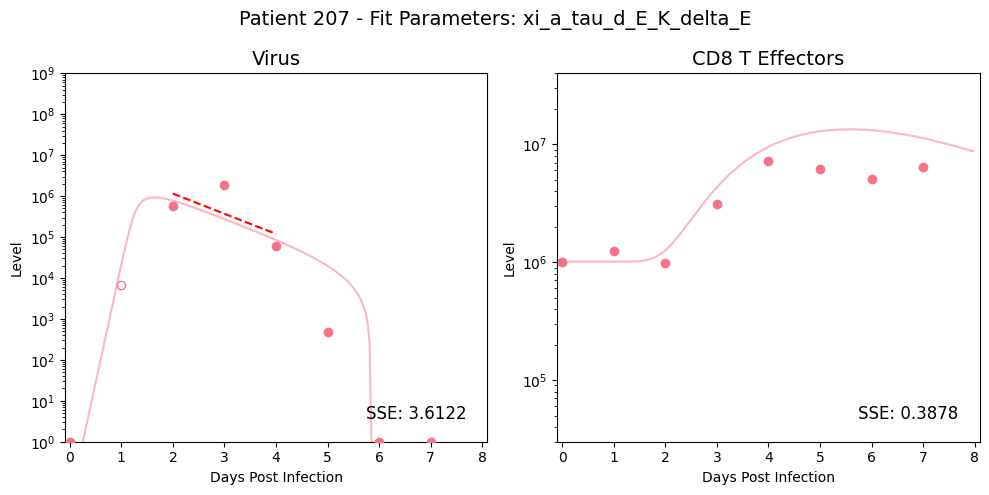 Patient 207 - Fit Parameters: xi_a_tau_d_E_K_delta_E
Virus
Level
10^9
10^8
10^7
10^6
10^5
10^4
10^3
10^2
10^1
10^0
0 1 2 3 4 5 6 7 8
Days Post Infection
SSE: 3.6122
CD8 T Effectors
Level
10^7
10^6
10^5
0 1 2 3 4 5 6 7 8
Days Post Infection
SSE: 0.3878